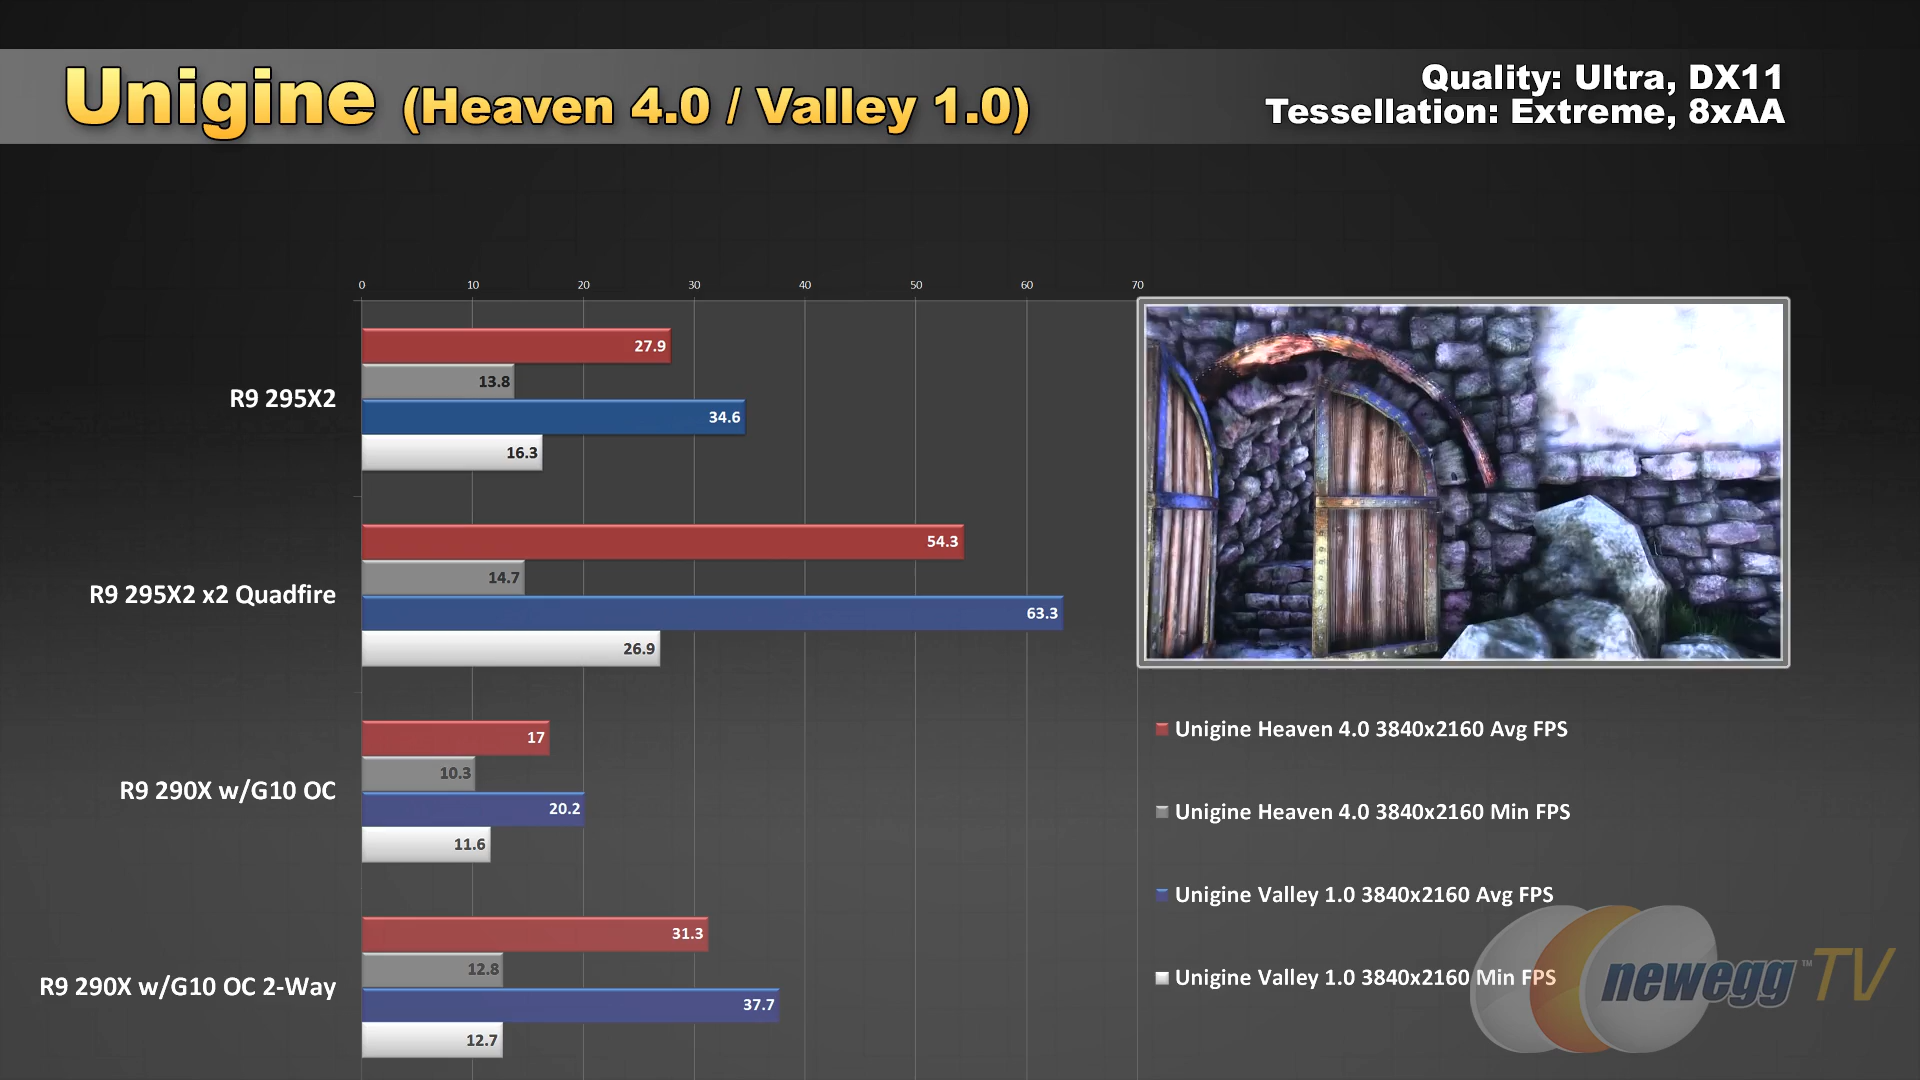 Unigine (Heaven 4.0 / Valley 1.0)
Quality: Ultra, DX11
Tessellation: Extreme, 8xAA
0 10 20 30 40 50 60 70
R9 295X2
27.9
13.8
34.6
16.3
R9 295X2 x2 Quadfire
54.3
14.7
63.3
26.9
R9 290X w/G10 OC
17
10.3
20.2
11.6
R9 290X w/G10 OC 2-Way
31.3
12.8
37.7
12.7
Unigine Heaven 4.0 3840x2160 Avg FPS
Unigine Heaven 4.0 3840x2160 Min FPS
Unigine Valley 1.0 3840x2160 Avg FPS
Unigine Valley 1.0 3840x2160 Min FPS
newegg™ TV